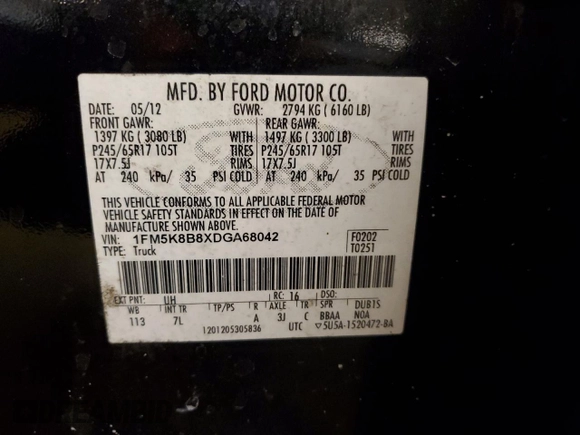 MFD. BY FORD MOTOR CO.
DATE: 05/12 GVWR: 2794 KG ( 6160 LB)
FRONT GAWR: REAR GAWR:
1397 KG ( 3080 LB) WITH 1497 KG ( 3300 LB) WITH
P245/65R17 105T TIRES P245/65R17 105T TIRES
17X7.5J RIMS 17X7.5J RIMS
AT 240 kPa/ 35 PSI COLD AT 240 kPa/ 35 PSI COLD
THIS VEHICLE CONFORMS TO ALL APPLICABLE FEDERAL MOTOR
VEHICLE SAFETY STANDARDS IN EFFECT ON THE DATE OF
MANUFACTURE SHOWN ABOVE.
VIN: 1FM5K8B8XDGA68042 F0202
TYPE: Truck T0251
EXT PNT: UH RC: 16 DSO:
WB INT TR TP/PS R AXLE TR SPR DUB1S
113 7L A 3J C BBAA NOA
1201205305836 UTC 5U5A-1520472-BA